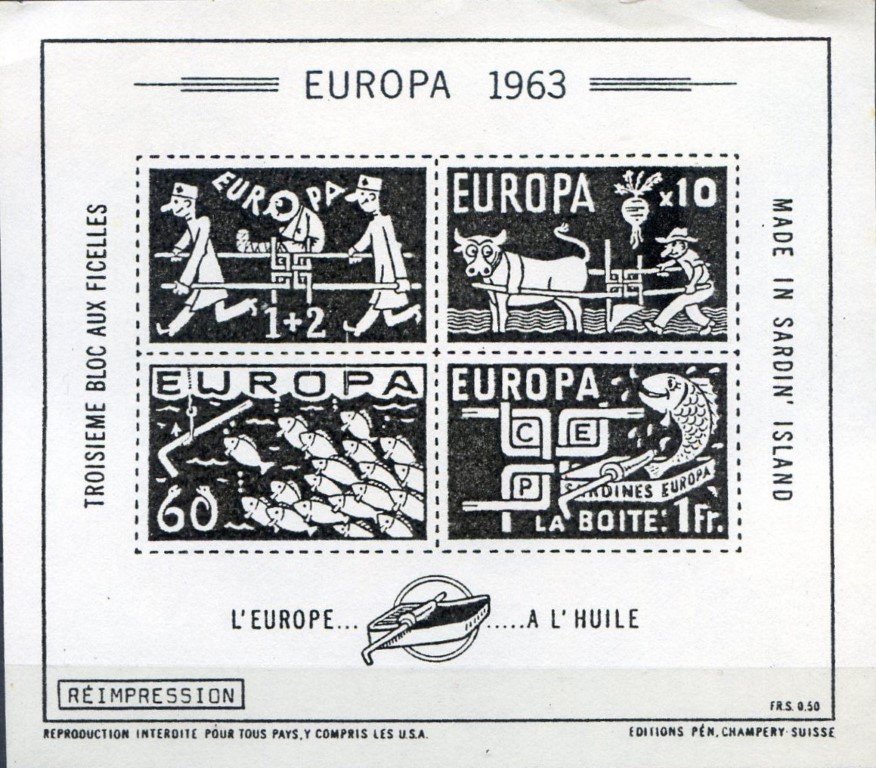 EUROPA 1963
TROISIEME BLOC AUX FICELLES
EUROPA
1+2
EUROPA x10
MADE IN SARDIN' ISLAND
EUROPA
60
EUROPA
C E
P
SARDINES EUROPA
LA BOITE: 1Fr.
L'EUROPE... .....A L'HUILE
RÉIMPRESSION
FR.S. 0,50
REPRODUCTION INTERDITE POUR TOUS PAYS, Y COMPRIS LES U.S.A.
EDITIONS PÉN, CHAMPERY-SUISSE